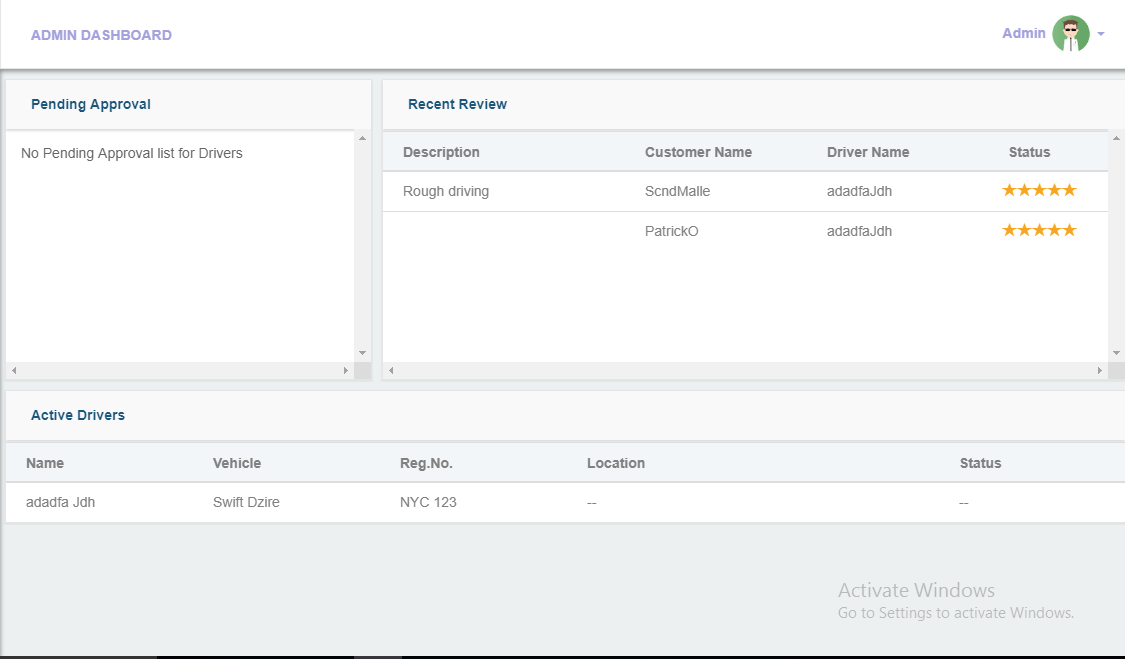 ADMIN DASHBOARD
Admin
Pending Approval
No Pending Approval list for Drivers
Recent Review
Description Customer Name Driver Name Status
Rough driving ScndMalle adadfaJdh ★★★★★
PatrickO adadfaJdh ★★★★★
Active Drivers
Name Vehicle Reg.No. Location Status
adadfa Jdh Swift Dzire NYC 123 -- --
Activate Windows
Go to Settings to activate Windows.